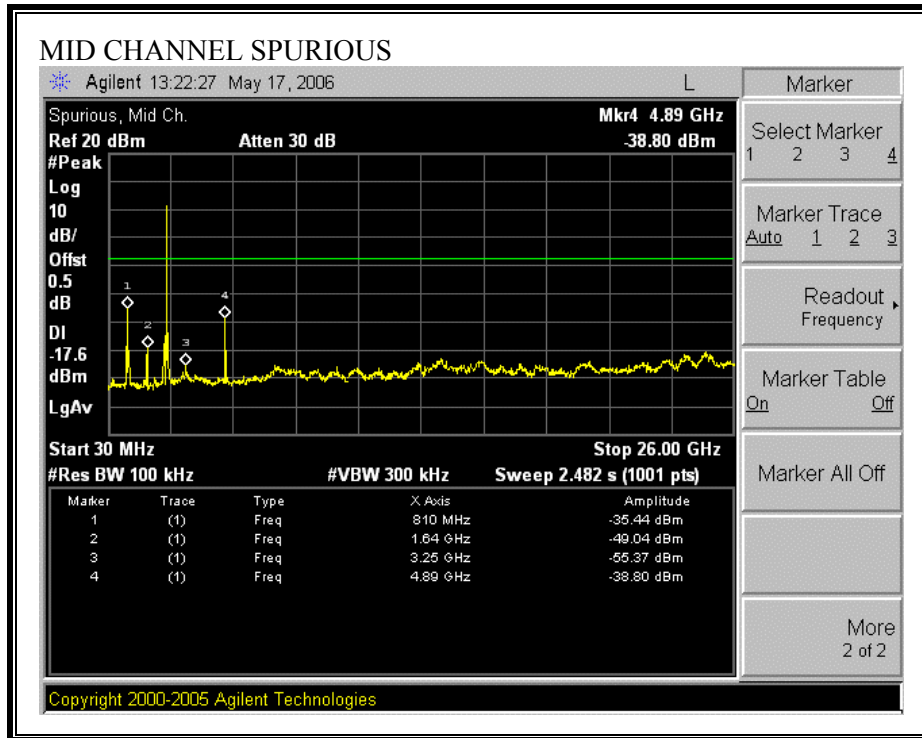 MID CHANNEL SPURIOUS
Agilent 13:22:27 May 17, 2006 L
Spurious, Mid Ch. Mkr4 4.89 GHz
Ref 20 dBm Atten 30 dB -38.80 dBm
#Peak
Log
10
dB/
Offst
0.5
dB
DI
-17.6
dBm
LgAv
1
2
3
4
Start 30 MHz Stop 26.00 GHz
#Res BW 100 kHz #VBW 300 kHz Sweep 2.482 s (1001 pts)
Marker Trace Type X Axis Amplitude
1 (1) Freq 810 MHz -35.44 dBm
2 (1) Freq 1.64 GHz -49.04 dBm
3 (1) Freq 3.25 GHz -55.37 dBm
4 (1) Freq 4.89 GHz -38.80 dBm
Copyright 2000-2005 Agilent Technologies
Marker
Select Marker
1 2 3 4
Marker Trace
Auto 1 2 3
Readout
Frequency
Marker Table
On Off
Marker All Off
More
2 of 2